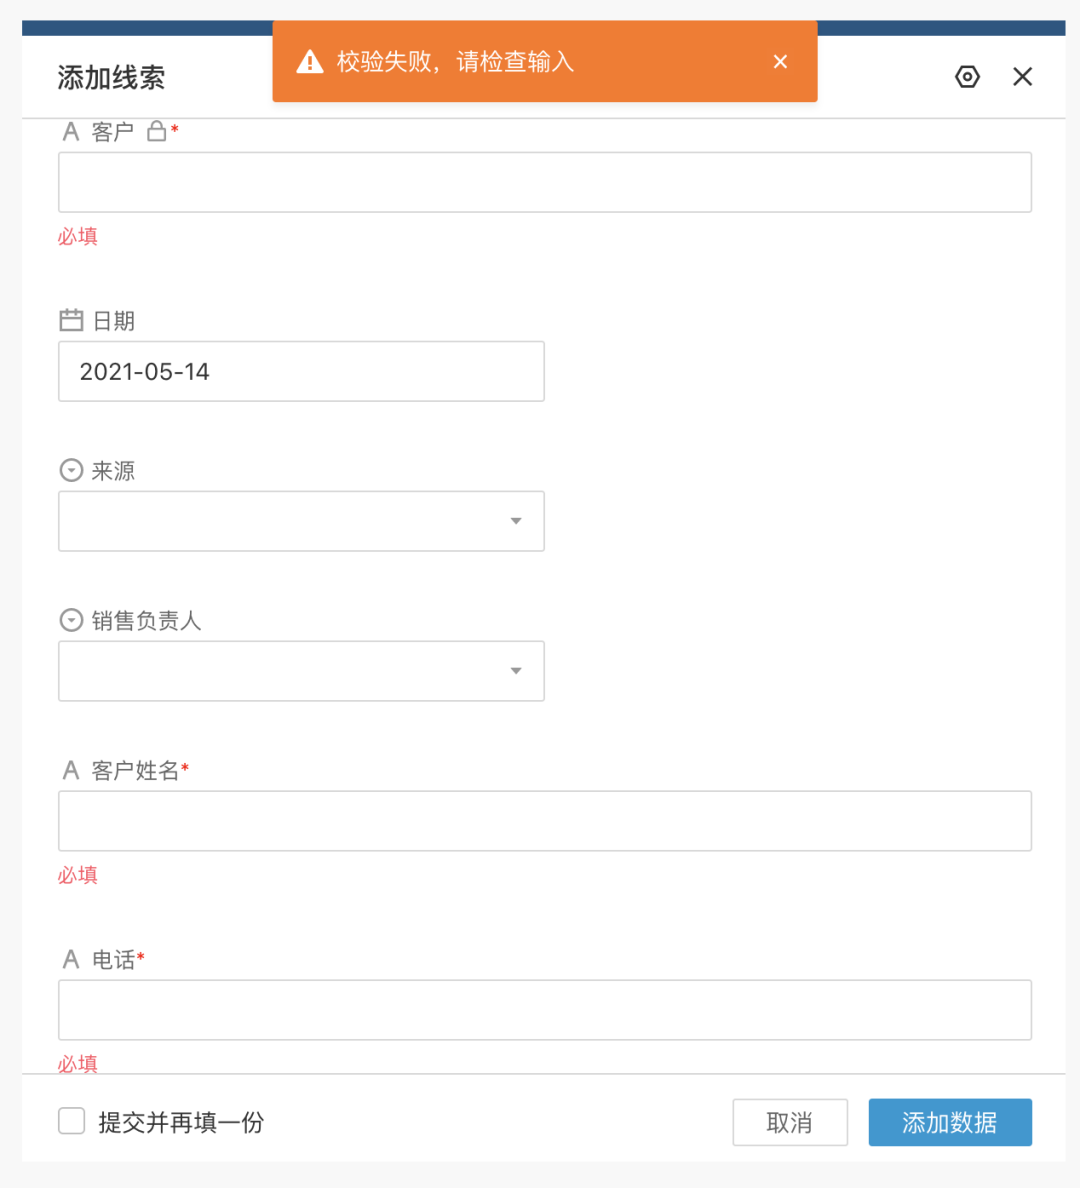 校验失败，请检查输入
添加线索
客户 *
必填
日期
2021-05-14
来源
销售负责人
客户姓名*
必填
电话*
必填
提交并再填一份
取消
添加数据